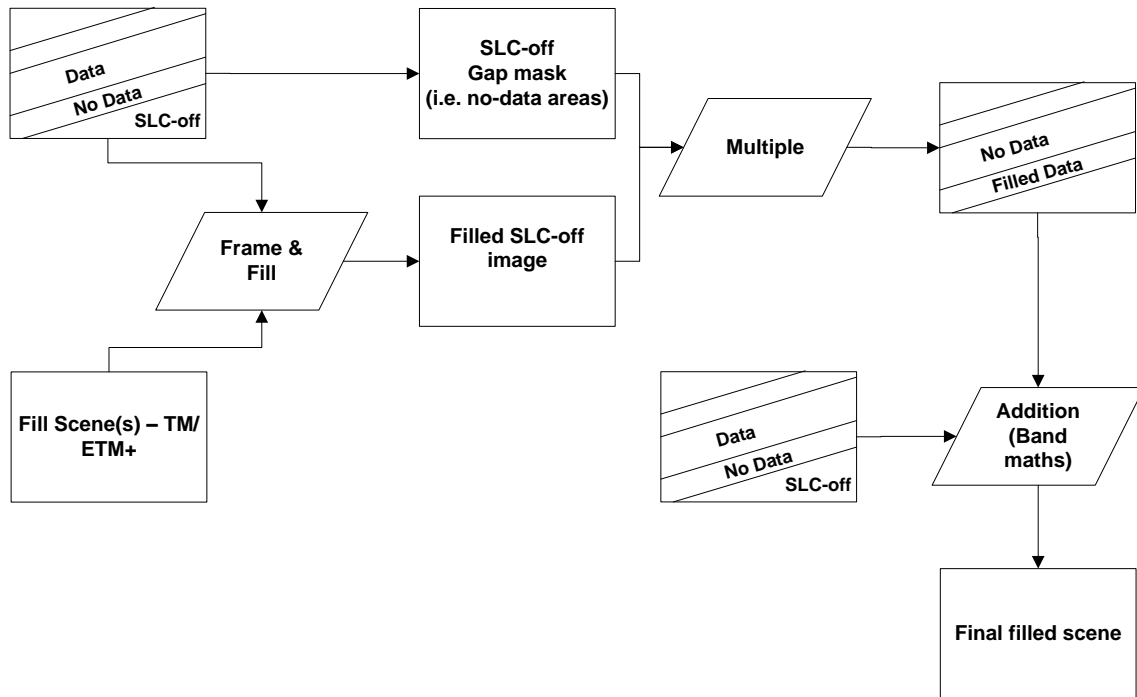 Data
No Data
SLC-off
SLC-off
Gap mask
(i.e. no-data areas)
Multiple
No Data
Filled Data
Frame &
Fill
Filled SLC-off
image
Fill Scene(s) – TM/
ETM+
Data
No Data
SLC-off
Addition
(Band
maths)
Final filled scene